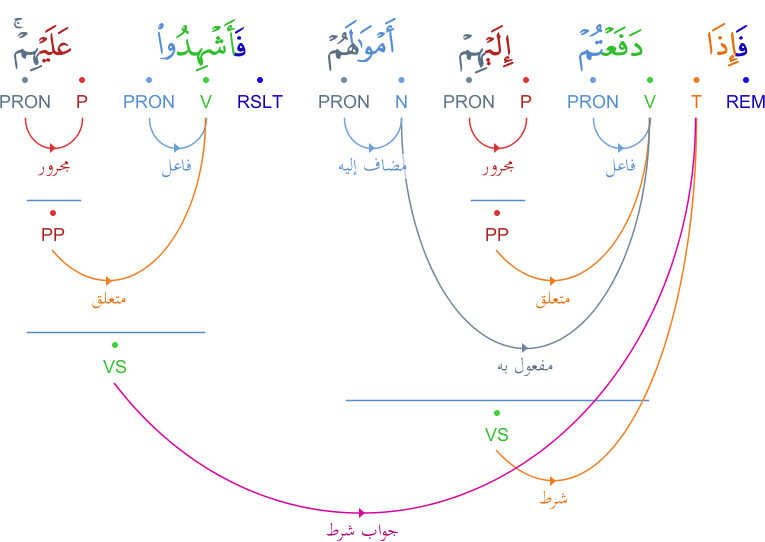 فَإِذَا دَفَعْتُمْ إِلَيْهِمْ أَمْوَٰلَهُمْ فَأَشْهِدُوا۟ عَلَيْهِمْ ۚ
REM T V PRON P PRON N PRON RSLT V PRON P PRON
فاعل مجرور مضاف إليه فاعل مجرور
PP PP
متعلق متعلق
VS مفعول به
VS
شرط
جواب شرط